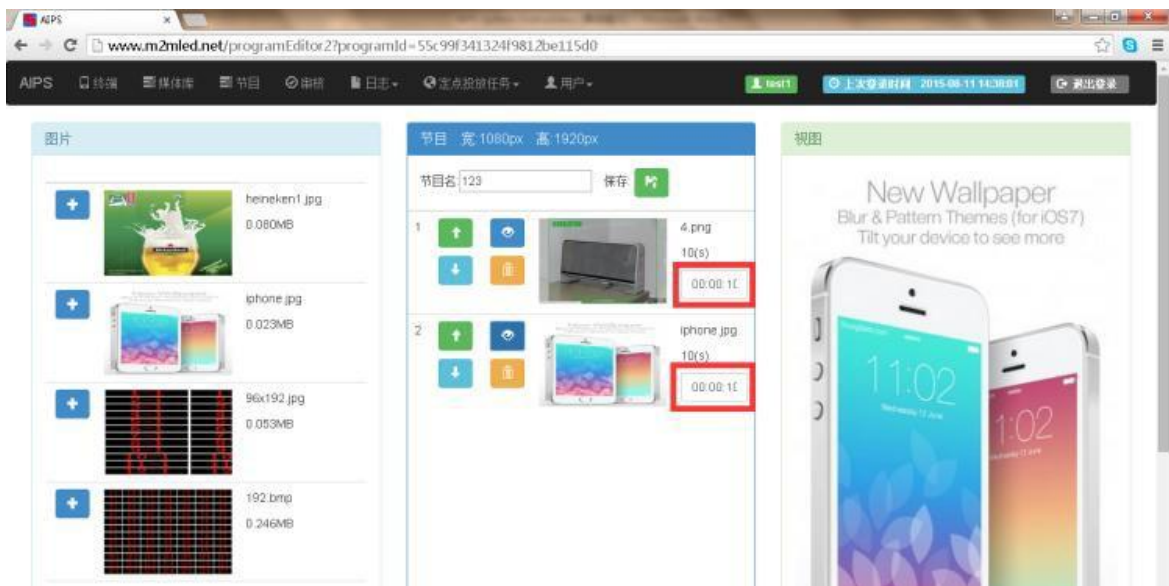 AIPS
www.m2mled.net/programEditor2?programId=55c99f341324f9812be115d0
AIPS 终端 媒体库 节目 审核 日志 定点投放任务 用户 test1 上次登录时间 2015-08-11 14:38:01 退出登录
图片
节目 宽:1080px 高:1920px
视图
节目名: 123 保存
heineken1.jpg
0.080MB
iphone.jpg
0.023MB
96x192.jpg
0.053MB
192.bmp
0.246MB
1
4.png
10(s)
00:00:10
2
iphone.jpg
10(s)
00:00:10
New Wallpaper
Blur & Pattern Themes (for iOS7)
Tilt your device to see more
11:02
Wednesday 12 June
1:02